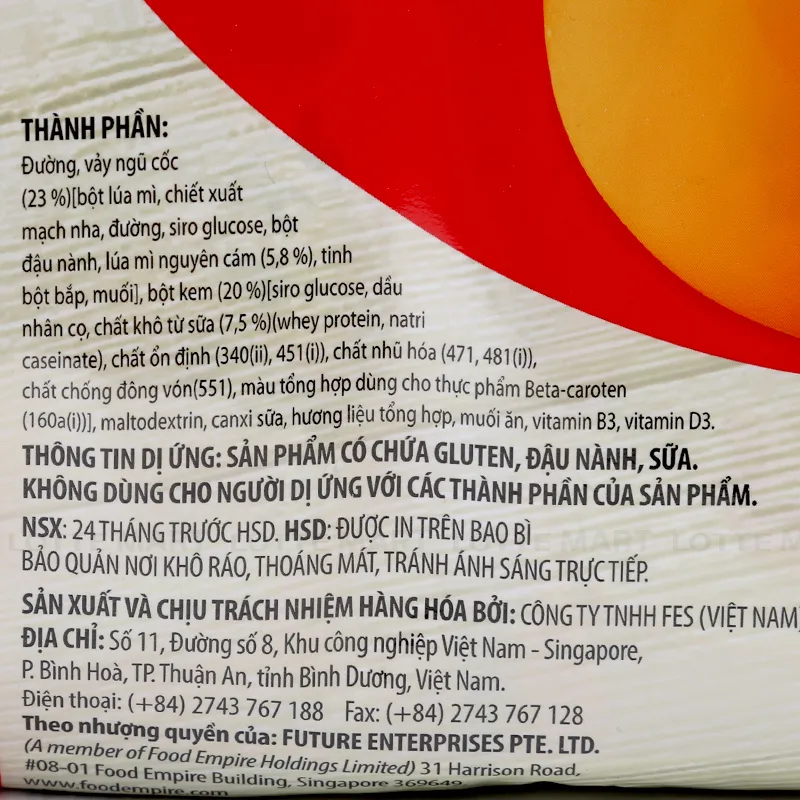 THÀNH PHẦN:
Đường, vảy ngũ cốc
(23 %)[bột lúa mì, chiết xuất
mạch nha, đường, siro glucose, bột
đậu nành, lúa mì nguyên cám (5,8 %), tinh
bột bắp, muối], bột kem (20 %)[siro glucose, dầu
nhân cọ, chất khô từ sữa (7,5 %)(whey protein, natri
caseinate), chất ổn định (340(ii), 451(i)), chất nhũ hóa (471, 481(i)),
chất chống đông vón(551), màu tổng hợp dùng cho thực phẩm Beta-caroten
(160a(i))], maltodextrin, canxi sữa, hương liệu tổng hợp, muối ăn, vitamin B3, vitamin D3.
THÔNG TIN DỊ ỨNG: SẢN PHẨM CÓ CHỨA GLUTEN, ĐẬU NÀNH, SỮA.
KHÔNG DÙNG CHO NGƯỜI DỊ ỨNG VỚI CÁC THÀNH PHẦN CỦA SẢN PHẨM.
NSX: 24 THÁNG TRƯỚC HSD. HSD: ĐƯỢC IN TRÊN BAO BÌ
BẢO QUẢN NƠI KHÔ RÁO, THOÁNG MÁT, TRÁNH ÁNH SÁNG TRỰC TIẾP.
SẢN XUẤT VÀ CHỊU TRÁCH NHIỆM HÀNG HÓA BỞI: CÔNG TY TNHH FES (VIỆT NAM)
ĐỊA CHỈ: Số 11, Đường số 8, Khu công nghiệp Việt Nam - Singapore,
P. Bình Hoà, TP. Thuận An, tỉnh Bình Dương, Việt Nam.
Điện thoại: (+84) 2743 767 188 Fax: (+84) 2743 767 128
Theo nhượng quyền của: FUTURE ENTERPRISES PTE. LTD.
(A member of Food Empire Holdings Limited) 31 Harrison Road,
#08-01 Food Empire Building, Singapore 369649
www.foodempire.com